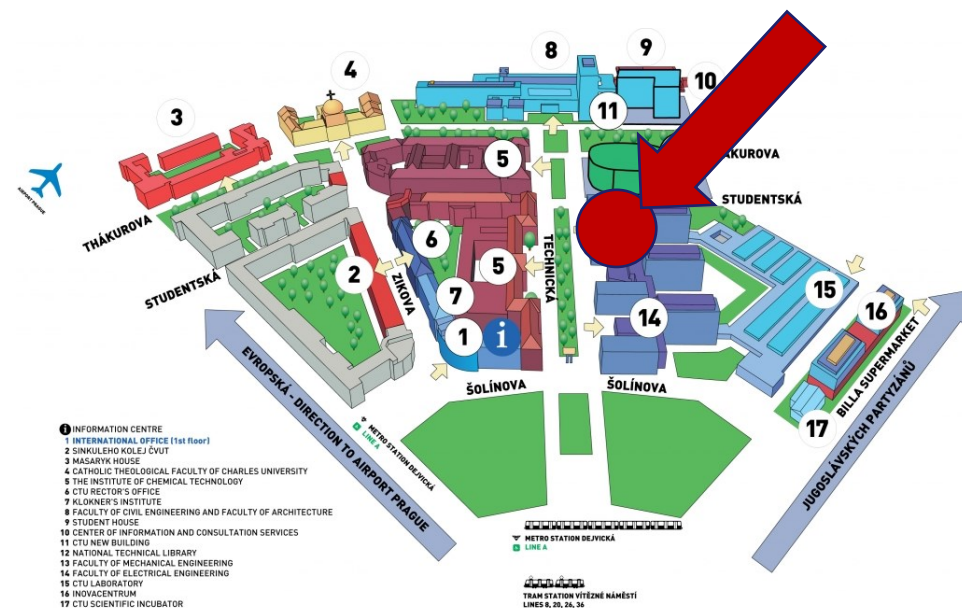 8
9
10
4
11
3
5
THÁKUROVA
STUDENTSKÁ
AIRPORT PRAGUE
THÁKUROVA
STUDENTSKÁ
6
2
ZIKOVA
TECHNICKÁ
5
7
15
16
1
i
14
ŠOLÍNOVA
ŠOLÍNOVA
BILLA SUPERMARKET
17
EVROPSKÁ - DIRECTION TO AIRPORT PRAGUE
JUGOSLÁVSKÝCH PARTYZÁNŮ
METRO STATION DEJVICKÁ
LINE A
i INFORMATION CENTRE
1 INTERNATIONAL OFFICE (1st floor)
2 SINKULEHO KOLEJ ČVUT
3 MASARYK HOUSE
4 CATHOLIC THEOLOGICAL FACULTY OF CHARLES UNIVERSITY
5 THE INSTITUTE OF CHEMICAL TECHNOLOGY
6 CTU RECTOR'S OFFICE
7 KLOKNER'S INSTITUTE
8 FACULTY OF CIVIL ENGINEERING AND FACULTY OF ARCHITECTURE
9 STUDENT HOUSE
10 CENTER OF INFORMATION AND CONSULTATION SERVICES
11 CTU NEW BUILDING
12 NATIONAL TECHNICAL LIBRARY
13 FACULTY OF MECHANICAL ENGINEERING
14 FACULTY OF ELECTRICAL ENGINEERING
15 CTU LABORATORY
16 INOVACENTRUM
17 CTU SCIENTIFIC INCUBATOR
METRO STATION DEJVICKÁ
LINE A
TRAM STATION VÍTĚZNÉ NÁMĚSTÍ
LINES 8, 20, 26, 36